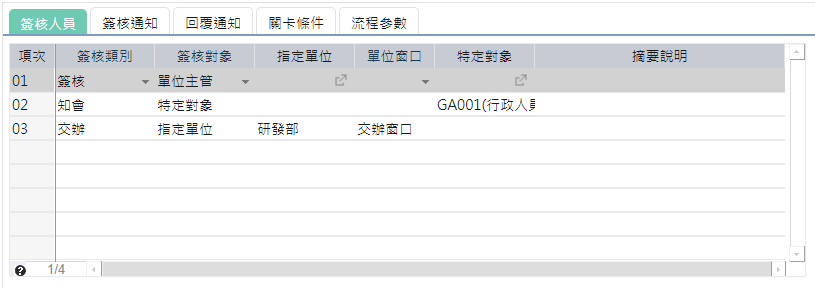 簽核人員 簽核通知 回覆通知 關卡條件 流程參數
項次 簽核類別 簽核對象 指定單位 單位窗口 特定對象 摘要說明
01 簽核 單位主管
02 知會 特定對象 GA001(行政人員
03 交辦 指定單位 研發部 交辦窗口
? 1/4